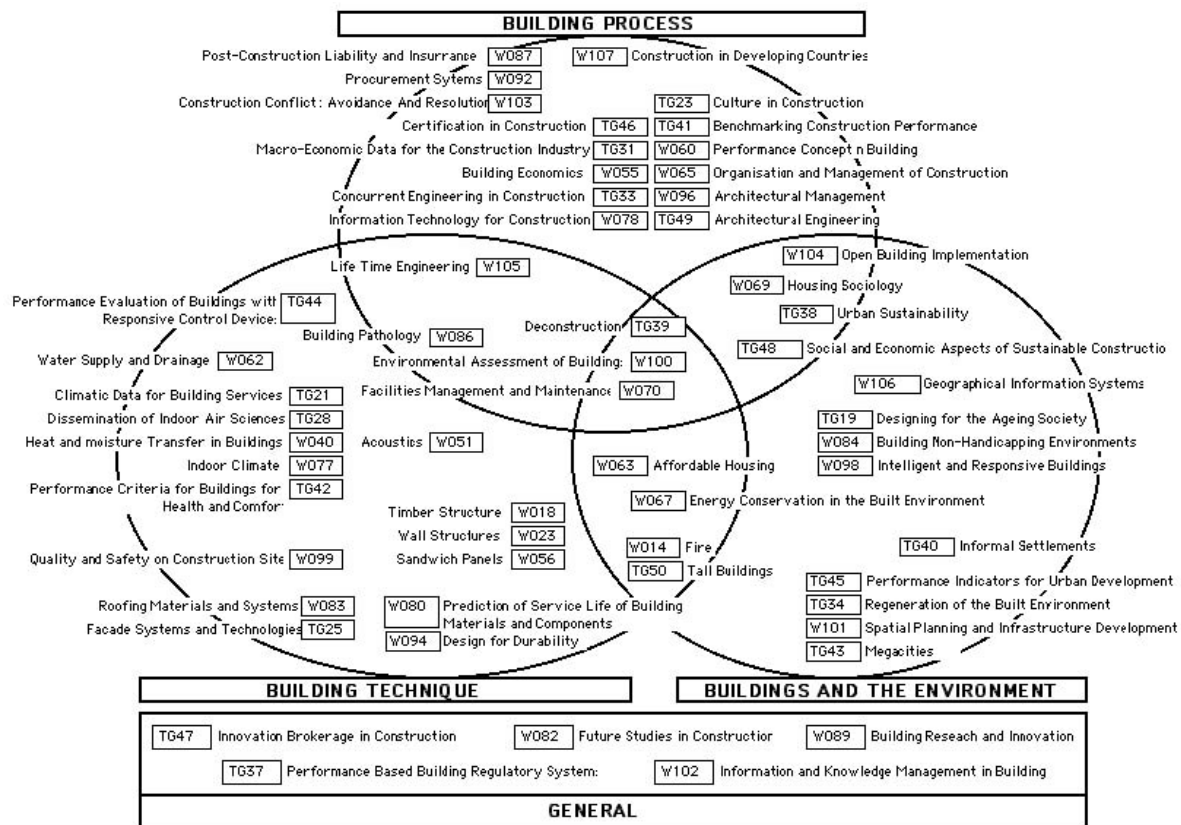 BUILDING PROCESS
Post-Construction Liability and Insurrance W087 W107 Construction in Developing Countries
Procurement Sytems W092
Construction Conflict: Avoidance And Resolution W103 TG23 Culture in Construction
Certification in Construction TG46 TG41 Benchmarking Construction Performance
Macro-Economic Data for the Construction Industry TG31 W060 Performance Concept n Building
Building Economics W055 W065 Organisation and Management of Construction
Concurrent Engineering in Construction TG33 W096 Architectural Management
Information Technology for Construction W078 TG49 Architectural Engineering
W104 Open Building Implementation
Life Time Engineering W105
W069 Housing Sociology
Performance Evaluation of Buildings with TG44
Responsive Control Device:
TG38 Urban Sustainability
Building Pathology W086 Deconstruction TG39
TG48 Social and Economic Aspects of Sustainable Constructio
Water Supply and Drainage W062 Environmental Assessment of Building: W100
W106 Geographical Information Systems
Climatic Data for Building Services TG21 Facilities Management and Maintenance W070
Dissemination of Indoor Air Sciences TG28 TG19 Designing for the Ageing Society
Heat and moisture Transfer in Buildings W040 Acoustics W051 W084 Building Non-Handicapping Environments
Indoor Climate W077 W063 Affordable Housing W098 Intelligent and Responsive Buildings
Performance Criteria for Buildings for TG42
Health and Comfor
W067 Energy Conservation in the Built Environment
Timber Structure W018
Wall Structures W023
W014 Fire TG40 Informal Settlements
Quality and Safety on Construction Site W099 Sandwich Panels W056
TG50 Tall Buildings
TG45 Performance Indicators for Urban Development
Roofing Materials and Systems W083 W080 Prediction of Service Life of Building
Materials and Components
TG34 Regeneration of the Built Environment
Facade Systems and Technologies TG25 W094 Design for Durability
W101 Spatial Planning and Infrastructure Development
TG43 Megacities
BUILDING TECHNIQUE BUILDINGS AND THE ENVIRONMENT
TG47 Innovation Brokerage in Construction W082 Future Studies in Constructior W089 Building Reseach and Innovation
TG37 Performance Based Building Regulatory System: W102 Information and Knowledge Management in Building
GENERAL